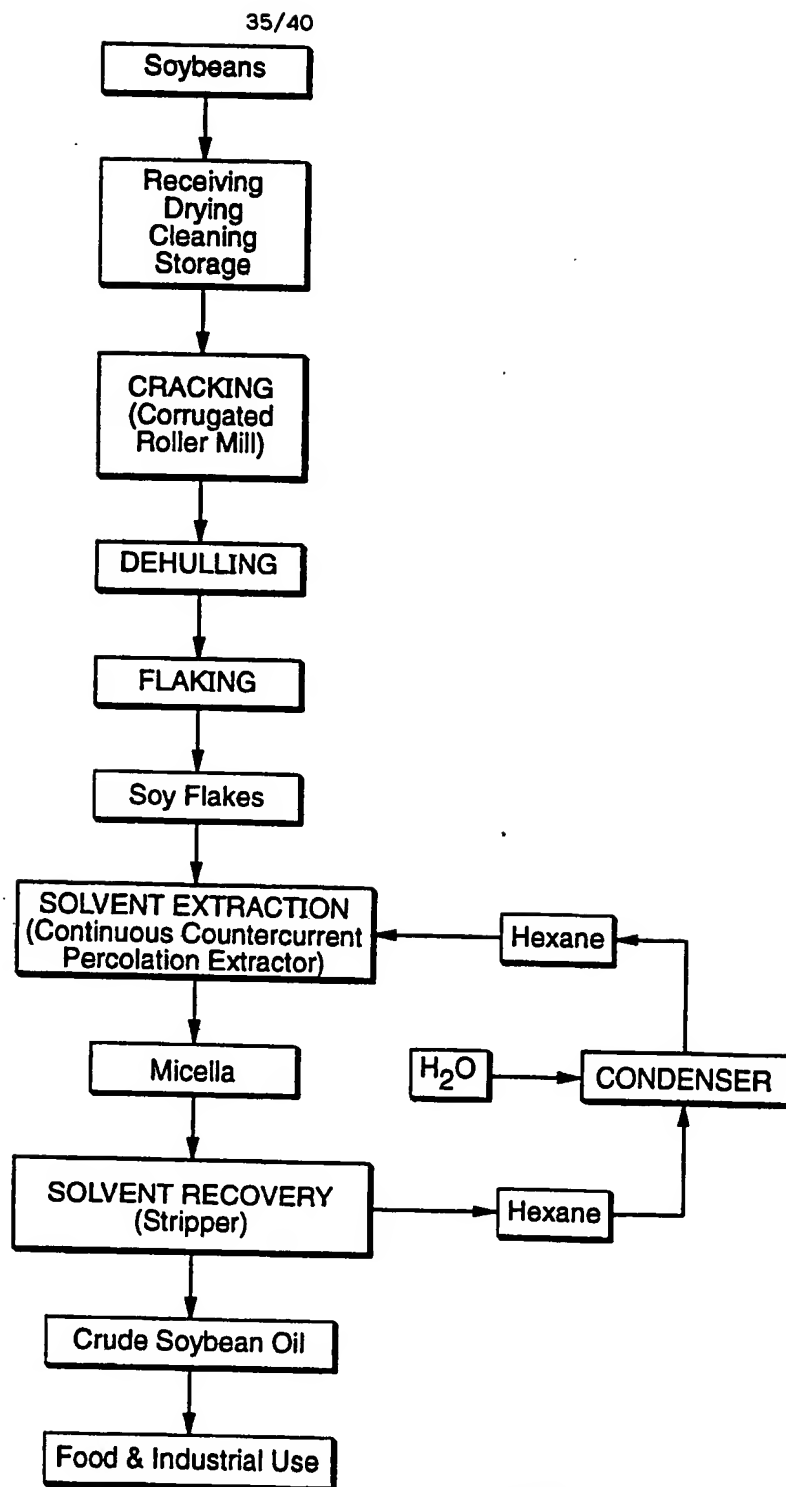 35/40
Soybeans
Receiving
Drying
Cleaning
Storage
CRACKING
(Corrugated
Roller Mill)
DEHULLING
FLAKING
Soy Flakes
SOLVENT EXTRACTION
(Continuous Countercurrent
Percolation Extractor)
Hexane
Micella
H₂O
CONDENSER
SOLVENT RECOVERY
(Stripper)
Hexane
Crude Soybean Oil
Food & Industrial Use